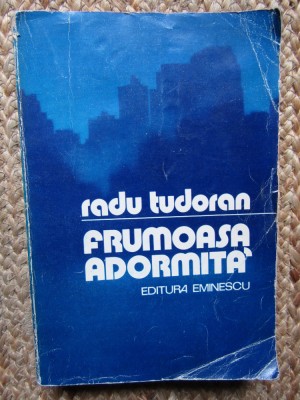 radu tudoran
FRUMOASA
ADORMITĂ
EDITURA EMINESCU